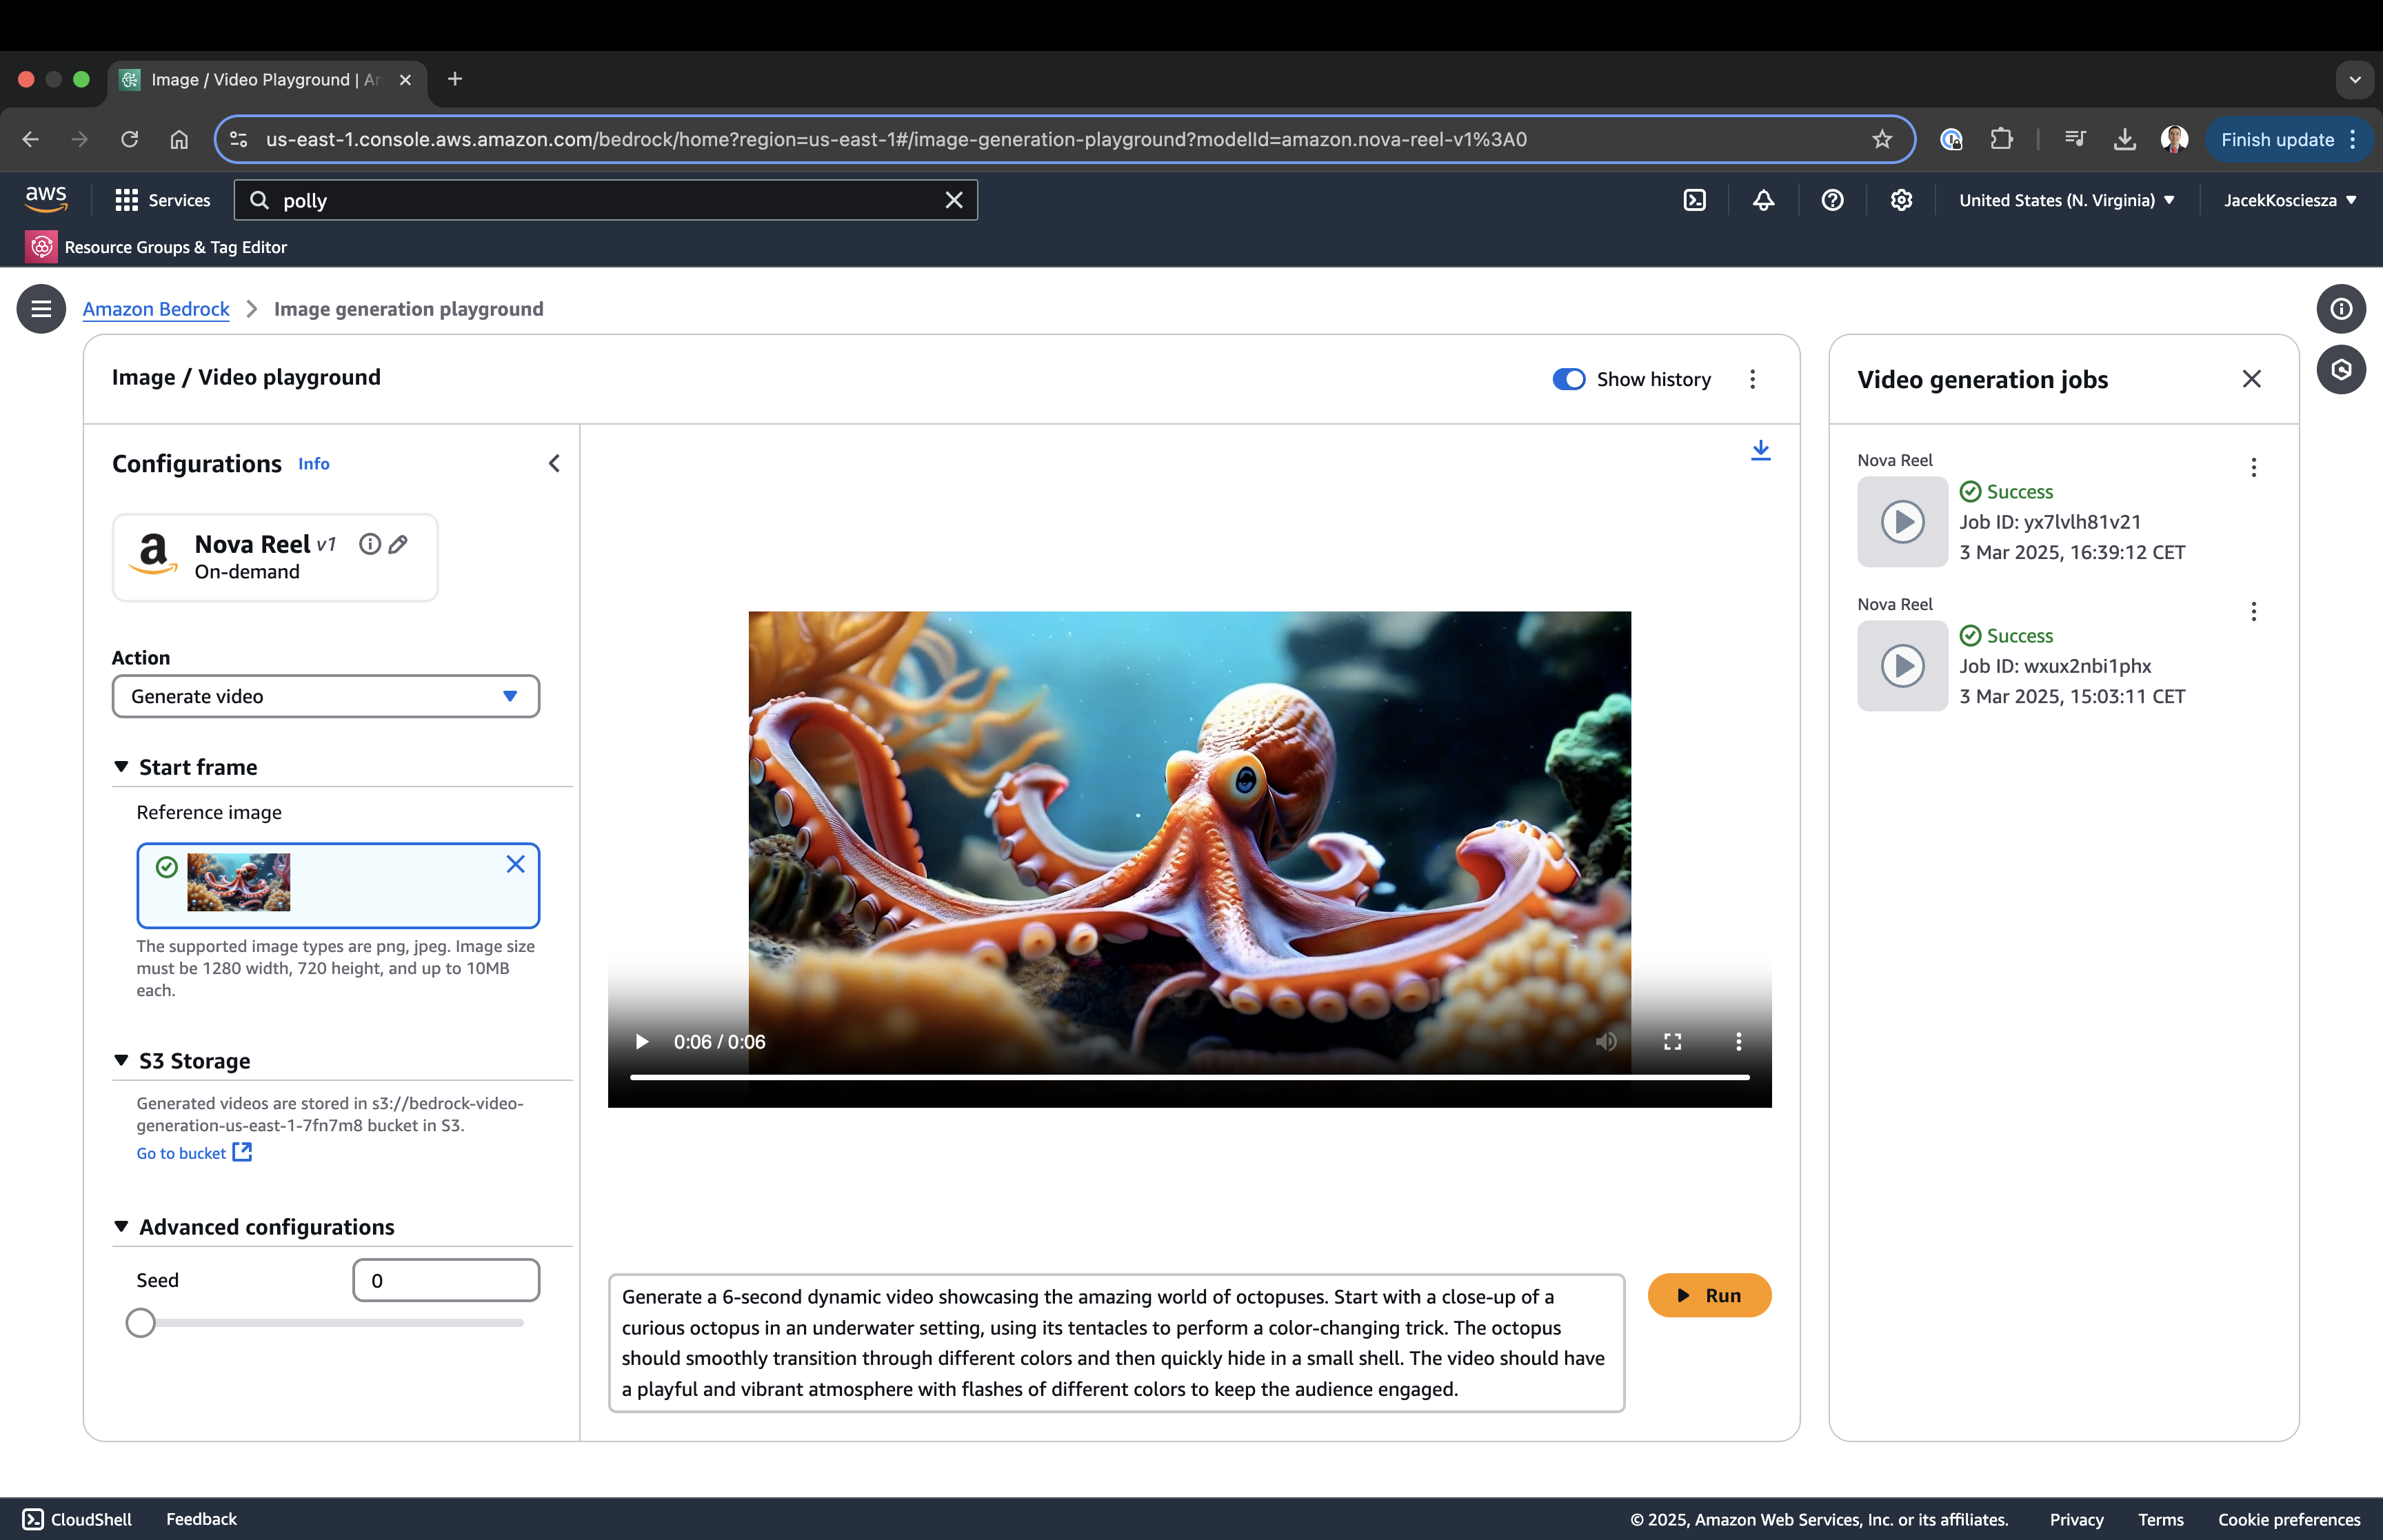 Image / Video Playground | Am
us-east-1.console.aws.amazon.com/bedrock/home?region=us-east-1#/image-generation-playground?modelId=amazon.nova-reel-v1%3A0
Finish update
aws
Services
polly
United States (N. Virginia)
JacekKosciesza
Resource Groups & Tag Editor
Amazon Bedrock
Image generation playground
Image / Video playground
Show history
Configurations
Info
a
Nova Reel v1
On-demand
Action
Generate video
Start frame
Reference image
The supported image types are png, jpeg. Image size
must be 1280 width, 720 height, and up to 10MB
each.
S3 Storage
Generated videos are stored in s3://bedrock-video-
generation-us-east-1-7fn7m8 bucket in S3.
Go to bucket
Advanced configurations
Seed
0
0:06 / 0:06
Generate a 6-second dynamic video showcasing the amazing world of octopuses. Start with a close-up of a
curious octopus in an underwater setting, using its tentacles to perform a color-changing trick. The octopus
should smoothly transition through different colors and then quickly hide in a small shell. The video should have
a playful and vibrant atmosphere with flashes of different colors to keep the audience engaged.
Run
Video generation jobs
Nova Reel
Success
Job ID: yx7lvlh81v21
3 Mar 2025, 16:39:12 CET
Nova Reel
Success
Job ID: wxux2nbi1phx
3 Mar 2025, 15:03:11 CET
CloudShell
Feedback
© 2025, Amazon Web Services, Inc. or its affiliates.
Privacy
Terms
Cookie preferences